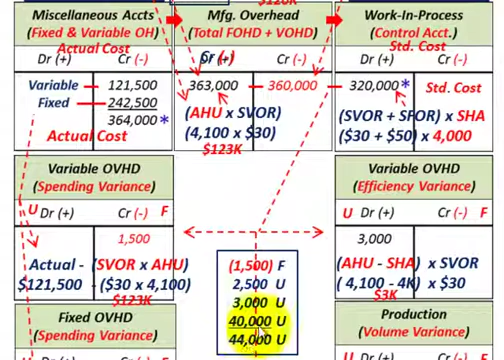 $120K
Miscellaneous Accts
(Fixed & Variable OH)
Actual Cost
Dr (+) Cr (-)
Variable 121,500
Fixed 242,500
364,000 *
Actual Cost
Mfg. Overhead
(Total FOHD + VOHD)
Cr (-)
363,000 360,000
(AHU x SVOR)
(4,100 x $30)
$123K
Work-In-Process
(Control Acct.)
Std. Cost
Dr (+) Cr (-)
320,000 * Std. Cost
(SVOR + SFOR) x SHA
($30 + $50) x 4,000
Variable OVHD
(Spending Variance)
U Dr (+) Cr (-) F
1,500
Actual - (SVOR x AHU)
$121,500 - ($30 x 4,100)
$123K
(1,500) F
2,500 U
3,000 U
40,000 U
44,000 U
Variable OVHD
(Efficiency Variance)
U Dr (+) Cr (-) F
3,000
(AHU - SHA) x SVOR
( 4,100 - 4K) x $30
$3K
Fixed OVHD
(Spending Variance)
Production
(Volume Variance)